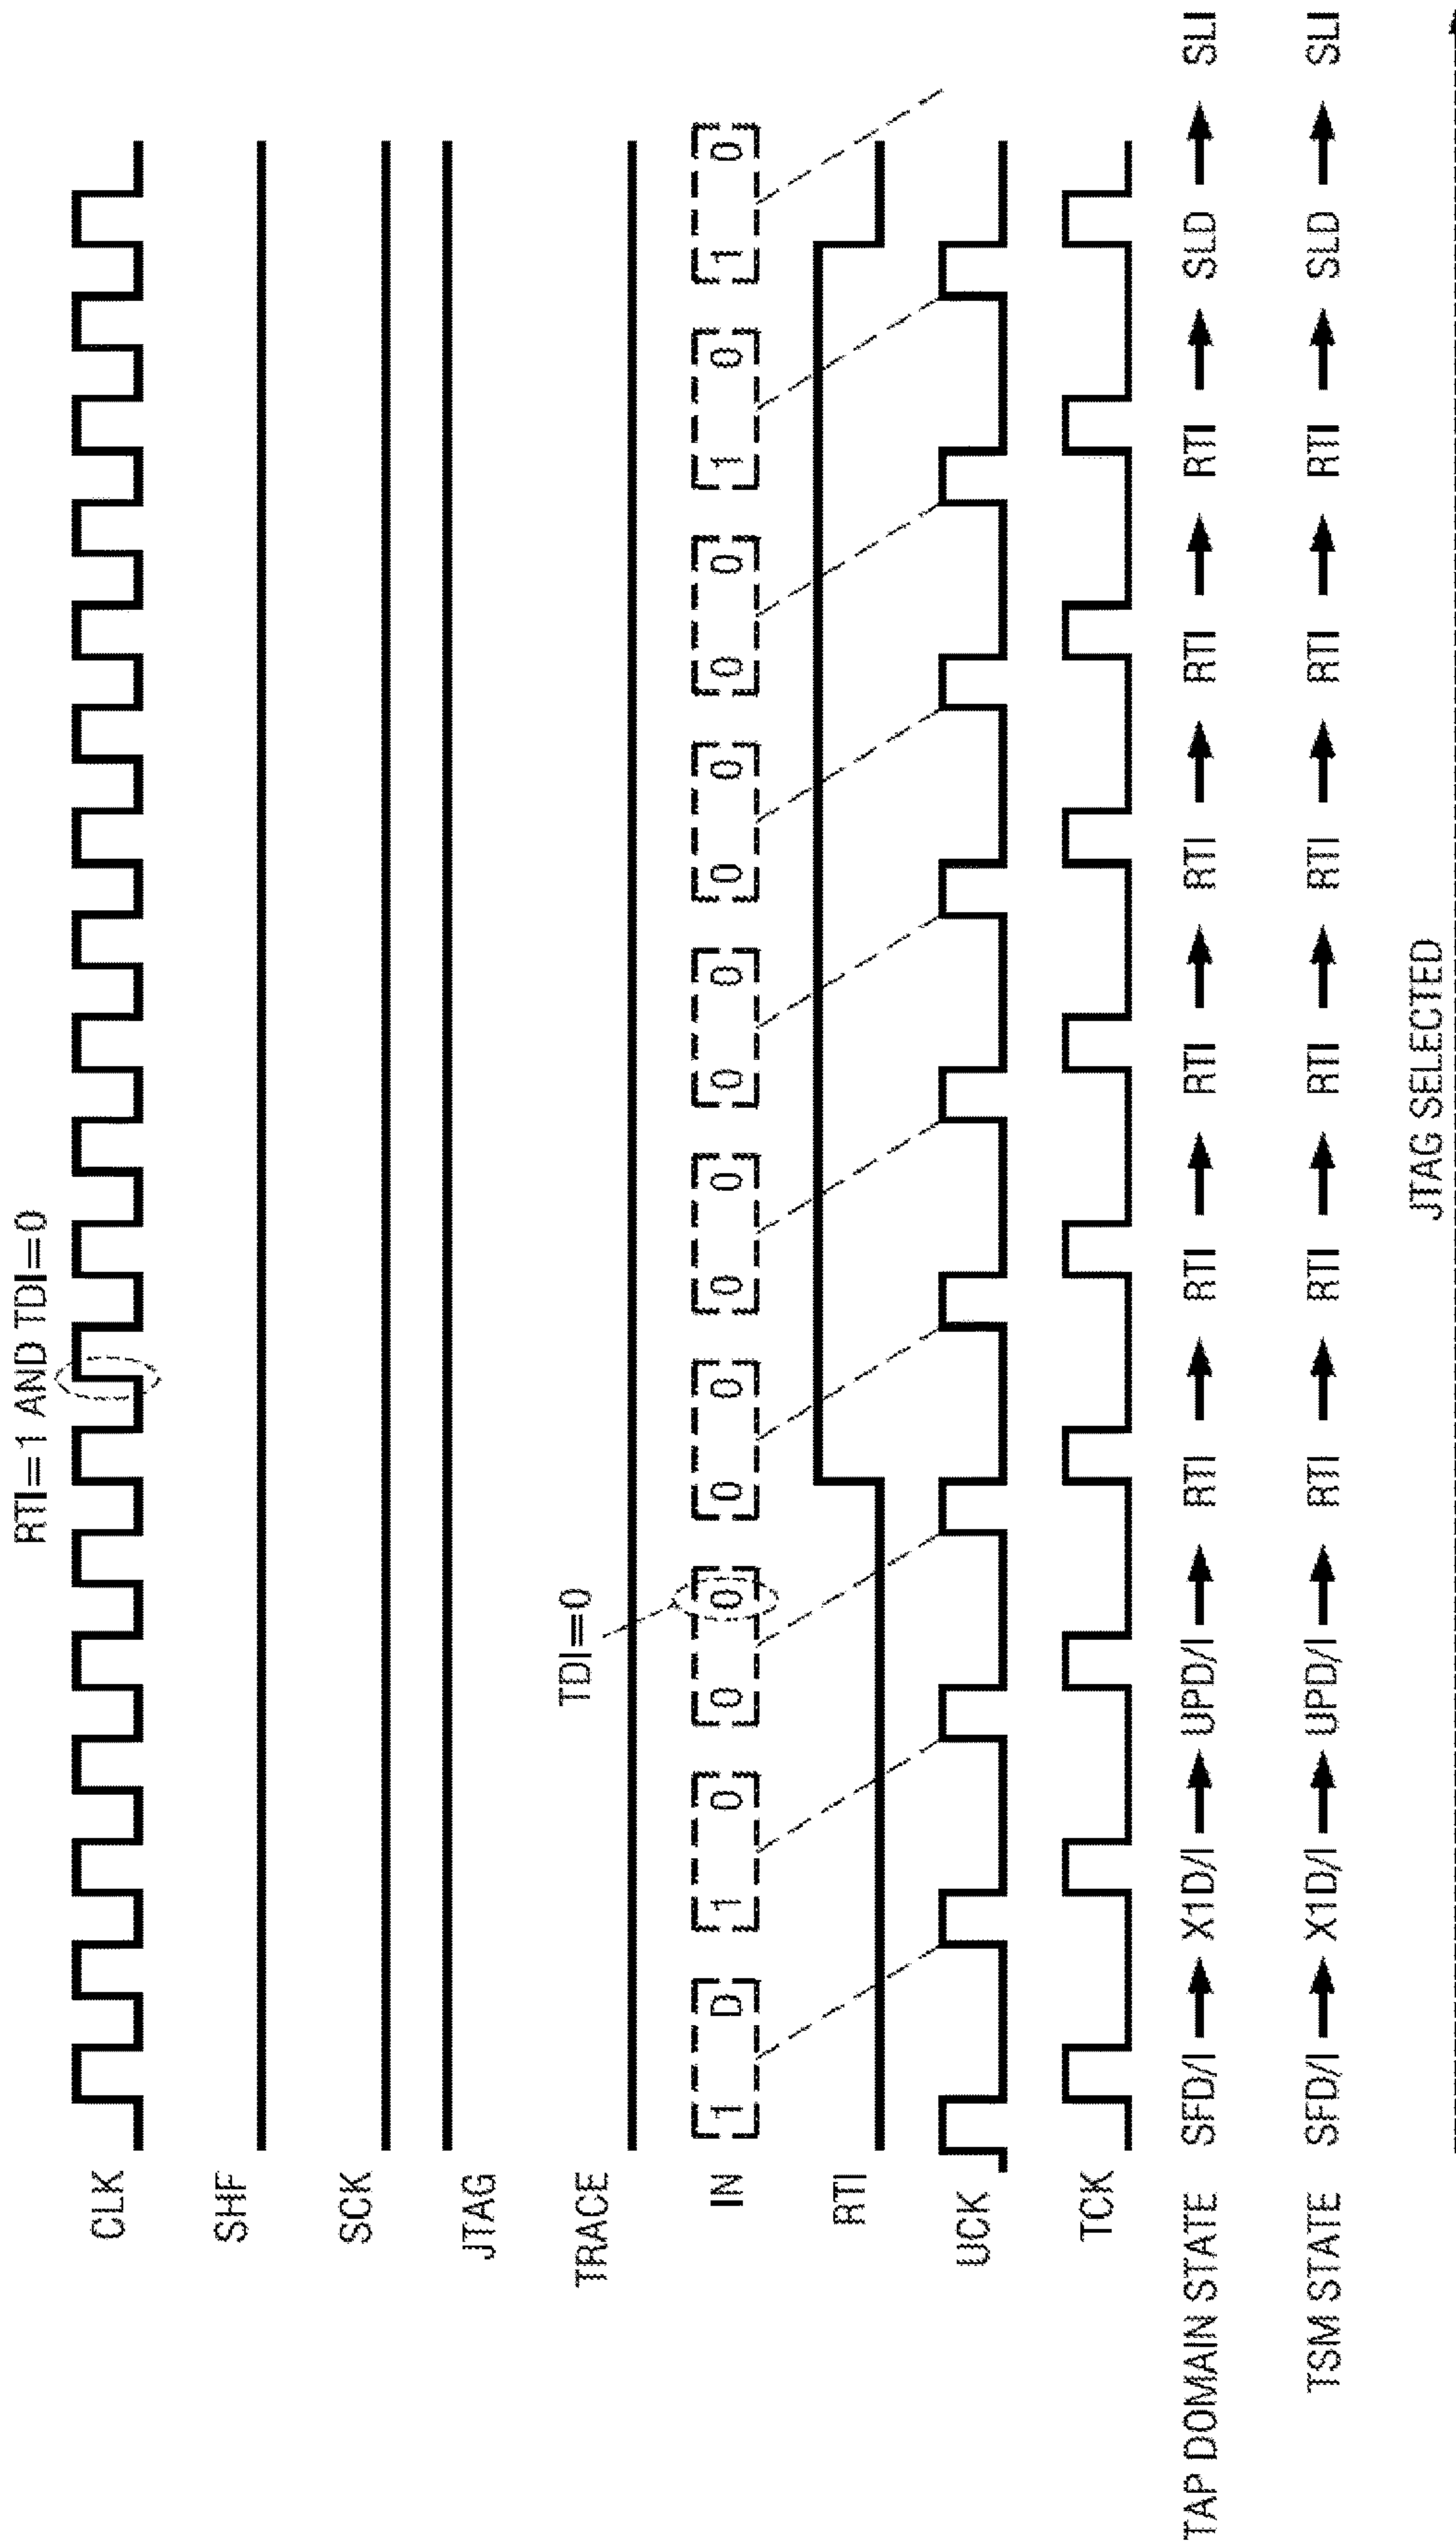 RTI=1 AND TDI=0
CLK
SHF
SCK
JTAG
TDI=0
TRACE
IN 1 D 1 0 0 0 0 0 0 0 0 0 0 0 0 0 1 0 1 0
RTI
UCK
TCK
TAP DOMAIN STATE SFD/I X1D/I UPD/I RTI RTI RTI RTI RTI RTI SLD SLI
TSM STATE SFD/I X1D/I UPD/I RTI RTI RTI RTI RTI RTI SLD SLI
JTAG SELECTED